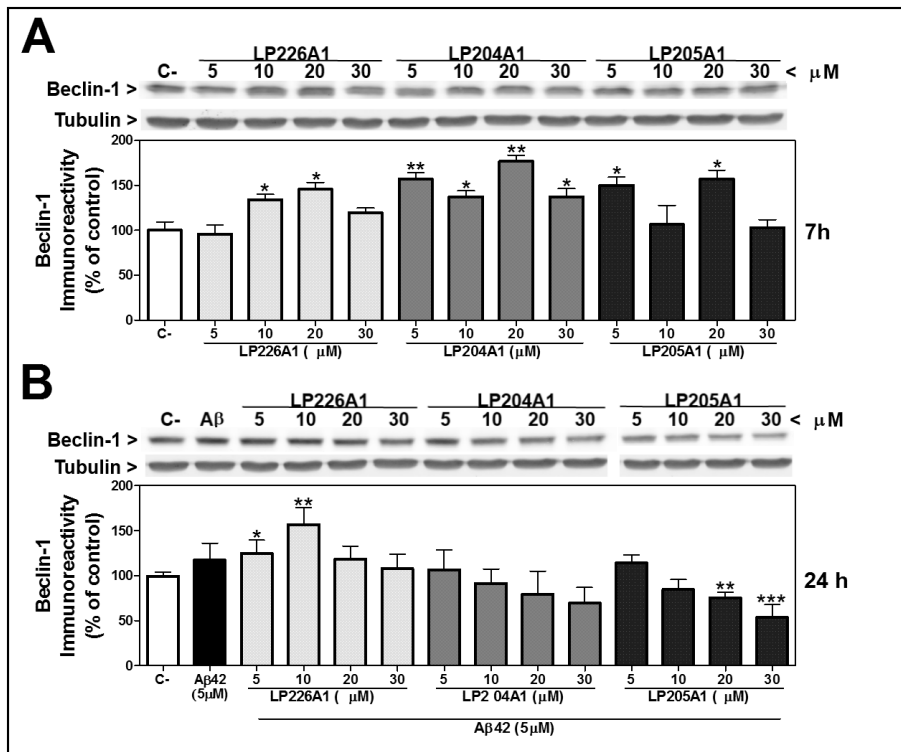 A
LP226A1 LP204A1 LP205A1
C- 5 10 20 30 5 10 20 30 5 10 20 30 < μM
Beclin-1 >
Tubulin >
200
150
100
50
0
Beclin-1
Immunoreactivity
(% of control)
* * ** * ** * * *
7h
C- 5 10 20 30 5 10 20 30 5 10 20 30
LP226A1 ( μM) LP204A1 (μM) LP205A1 ( μM)
B
LP226A1 LP204A1 LP205A1
C- Aβ 5 10 20 30 5 10 20 30 5 10 20 30 < μM
Beclin-1 >
Tubulin >
200
150
100
50
0
Beclin-1
Immunoreactivity
(% of control)
* ** ** ***
24 h
C- Aβ42 5 10 20 30 5 10 20 30 5 10 20 30
(5μM) LP226A1 ( μM) LP2 04A1 (μM) LP205A1 ( μM)
Aβ42 (5μM)